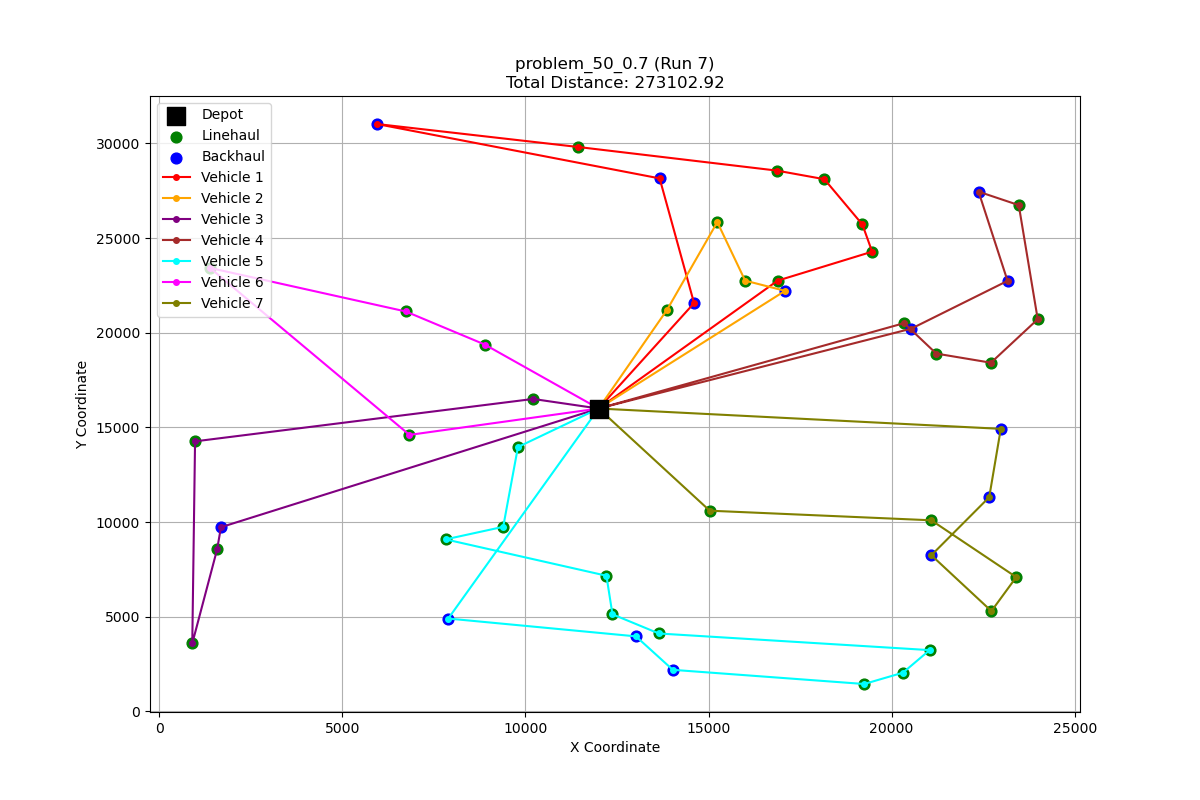 problem_50_0.7 (Run 7)
Total Distance: 273102.92
Depot
Linehaul
Backhaul
Vehicle 1
Vehicle 2
Vehicle 3
Vehicle 4
Vehicle 5
Vehicle 6
Vehicle 7
Y Coordinate
30000
25000
20000
15000
10000
5000
0
0 5000 10000 15000 20000 25000
X Coordinate